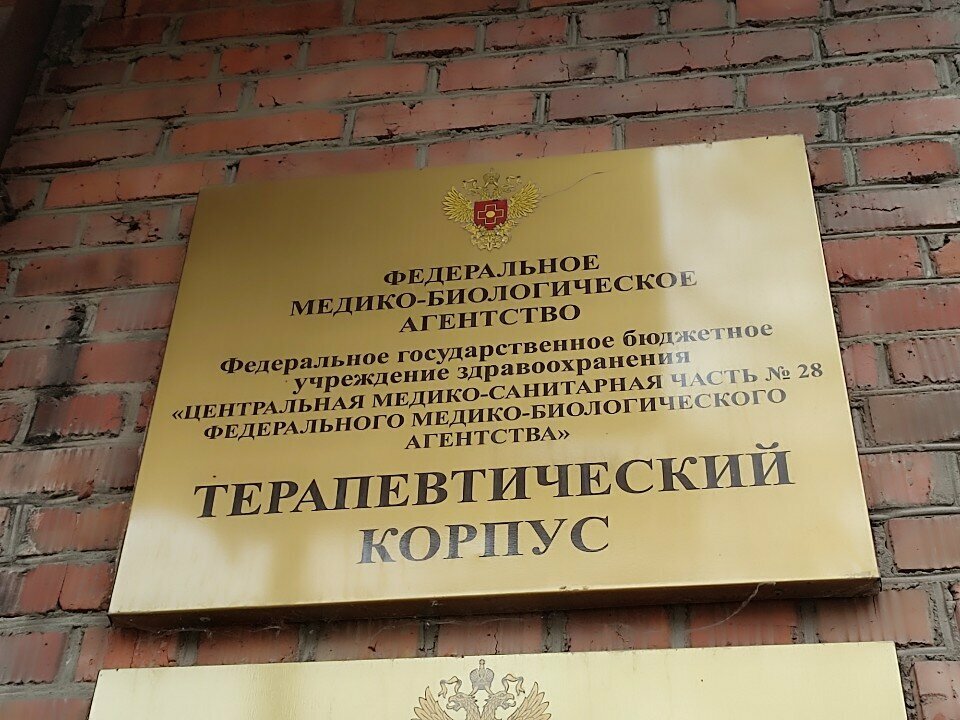 ФЕДЕРАЛЬНОЕ
МЕДИКО-БИОЛОГИЧЕСКОЕ
АГЕНТСТВО
Федеральное государственное бюджетное
учреждение здравоохранения
«ЦЕНТРАЛЬНАЯ МЕДИКО-САНИТАРНАЯ ЧАСТЬ № 28
ФЕДЕРАЛЬНОГО МЕДИКО-БИОЛОГИЧЕСКОГО
АГЕНТСТВА»
ТЕРАПЕВТИЧЕСКИЙ
КОРПУС